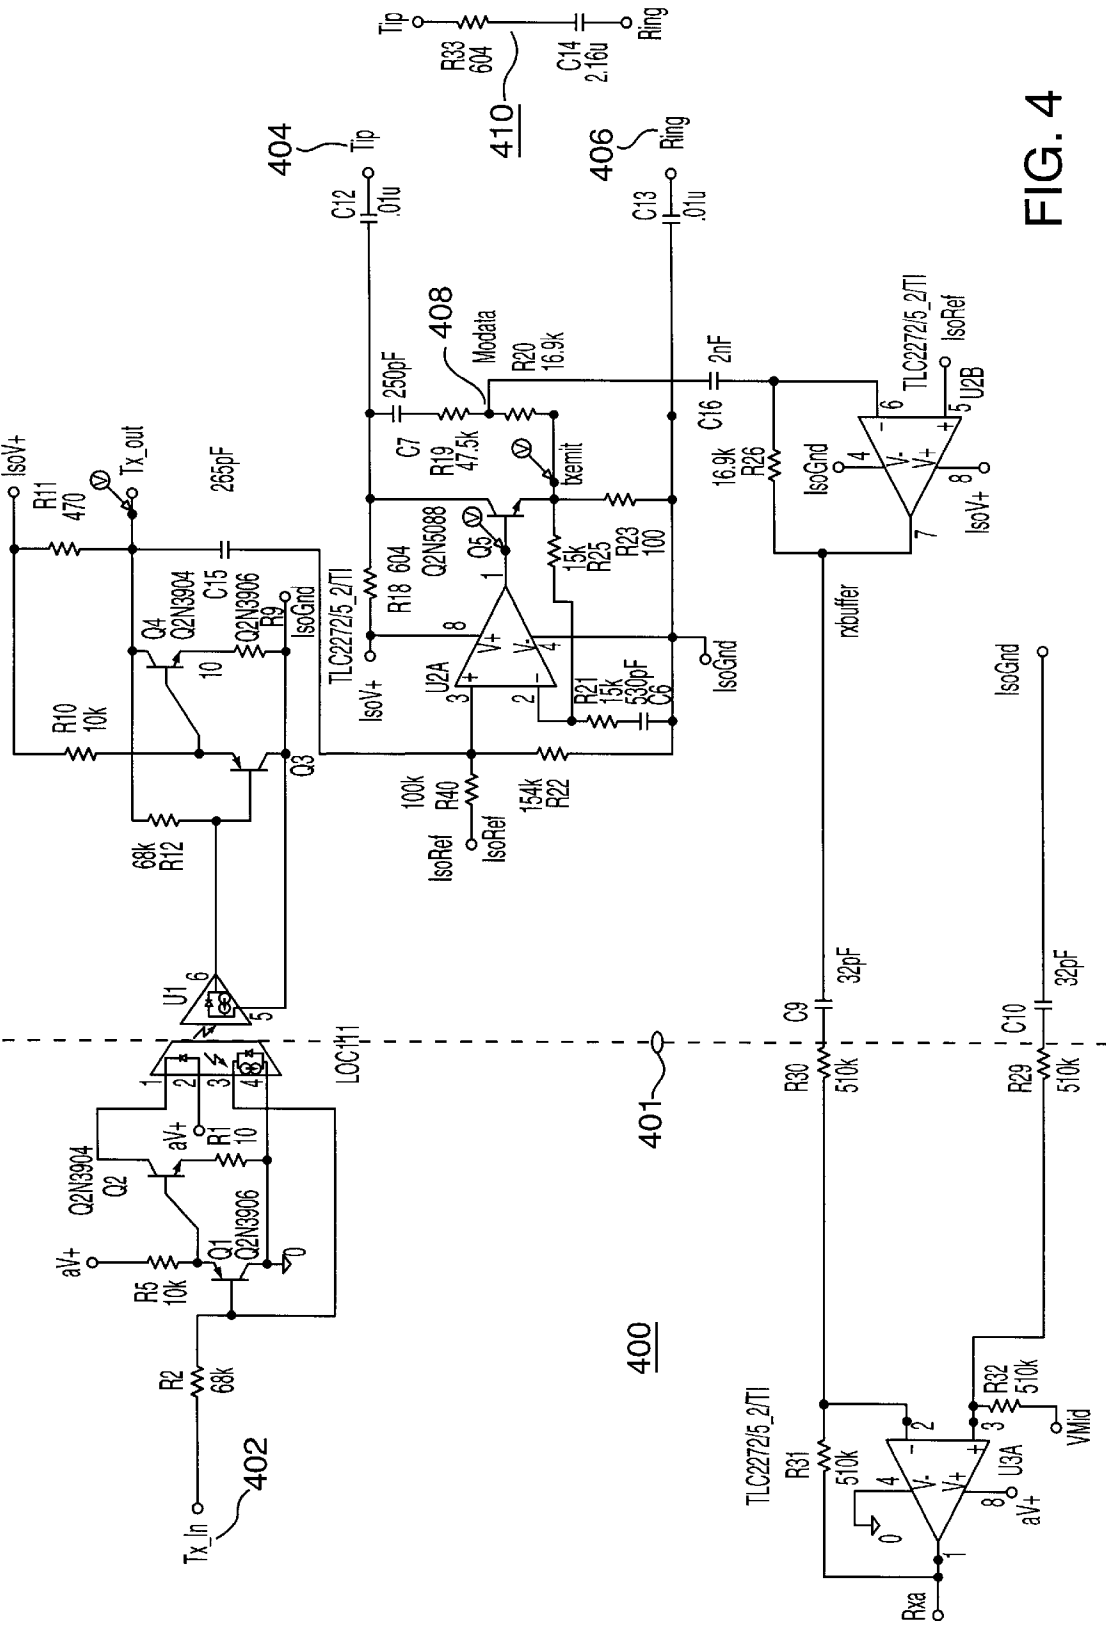 Tx_In
402
R2
68k
aV+
R5
10k
Q1
Q2N3906
0
Q2N3904
Q2
aV+
R1
10
1
2
3
4
LOC111
U1
6
5
68k
R12
R10
10k
Q3
Q4
Q2N3904
10
Q2N3906
R9
IsoGnd
IsoV+
R11
470
V
Tx_out
C15
265pF
IsoRef
IsoRef
100k
R40
154k
R22
IsoV+
TLC2272/5_2/TI
R18
604
U2A
3
+
2
-
8
V+
V-
4
1
R21
15k
530pF
C6
IsoGnd
Q2N5088
Q5
V
15k
R25
R23
100
V
txemit
C7
250pF
R19
47.5k
408
Modata
R20
16.9k
C12
.01u
404
Tip
C13
.01u
406
Ring
Tip
R33
604
410
C14
2.16u
Ring
C16
2nF
16.9k
R26
IsoGnd
4
V-
V+
8
IsoV+
-
6
+
5
7
TLC2272/5_2/TI
IsoRef
U2B
rxbuffer
401
C9
32pF
R30
510k
C10
32pF
R29
510k
IsoGnd
400
TLC2272/5_2/TI
R31
510k
2
-
3
+
4
V-
V+
8
0
aV+
U3A
1
R32
510k
VMid
Rxa
FIG. 4